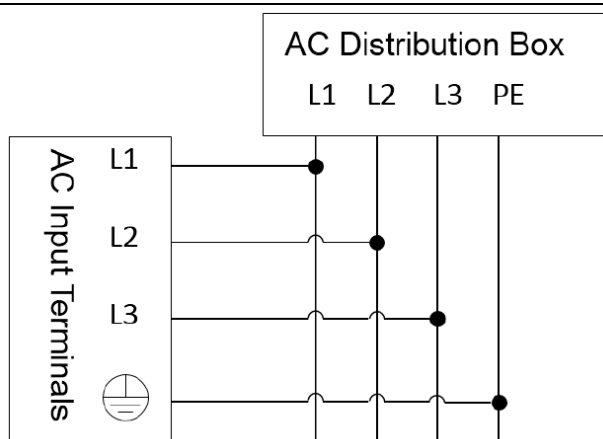 AC Distribution Box
L1 L2 L3 PE
AC Input Terminals
L1
L2
L3